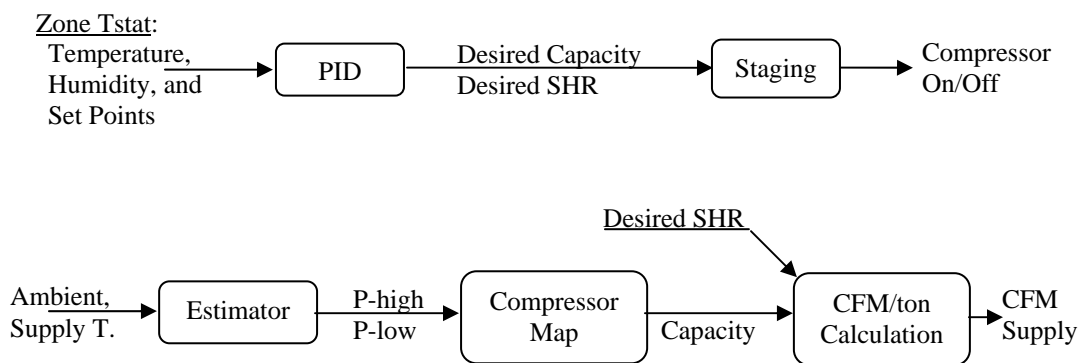 Zone Tstat:
Temperature,
Humidity, and
Set Points
PID
Desired Capacity
Desired SHR
Staging
Compressor
On/Off
Desired SHR
Ambient,
Supply T.
Estimator
P-high
P-low
Compressor
Map
Capacity
CFM/ton
Calculation
CFM
Supply